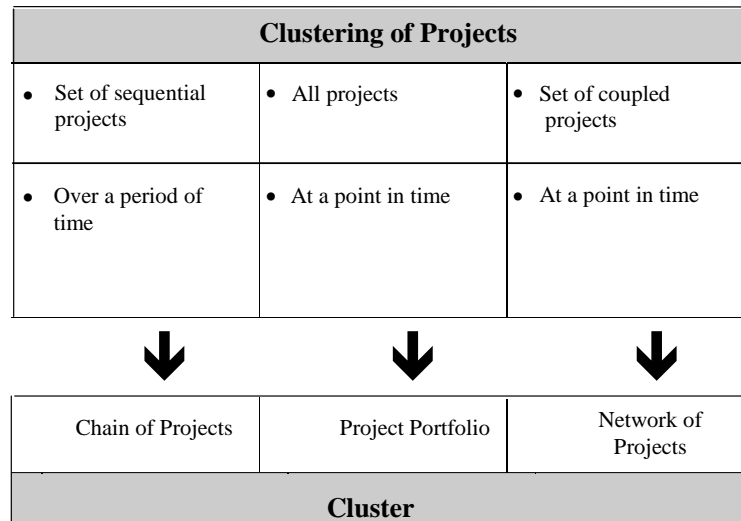 Clustering of Projects
• Set of sequential
projects
• All projects
• Set of coupled
projects
• Over a period of
time
• At a point in time
• At a point in time
Chain of Projects
Project Portfolio
Network of
Projects
Cluster